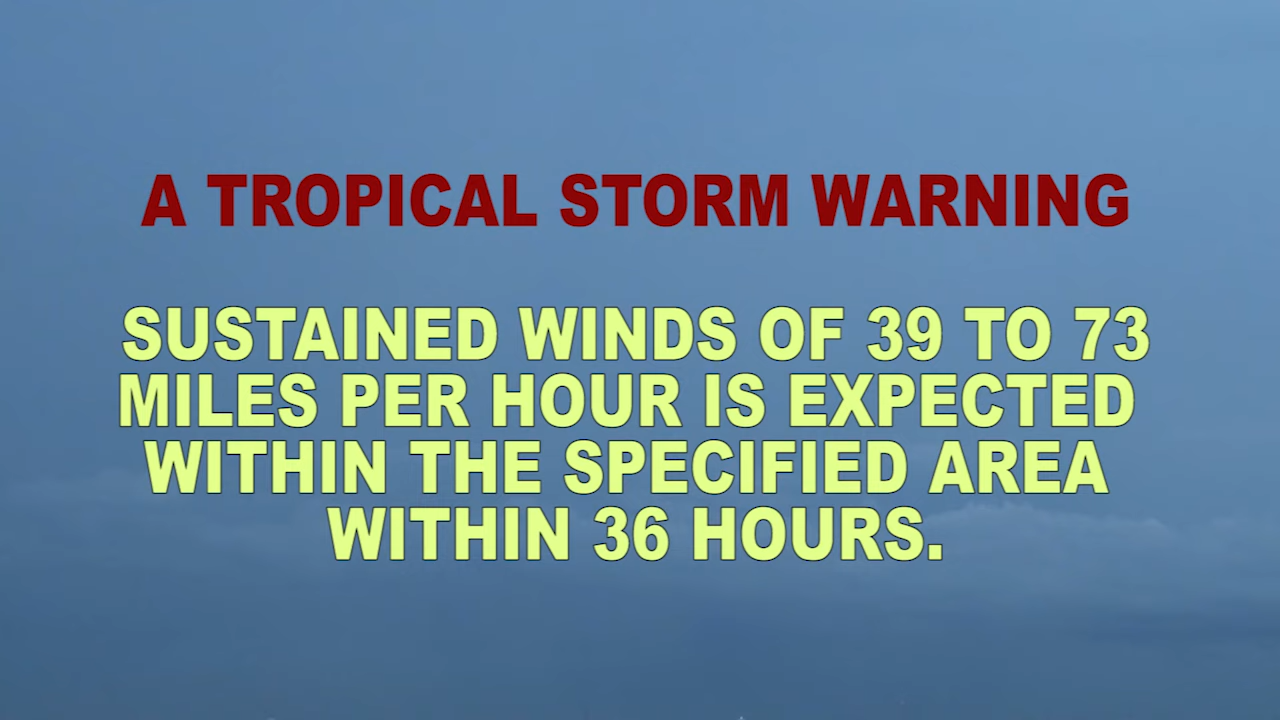 A TROPICAL STORM WARNING
SUSTAINED WINDS OF 39 TO 73
MILES PER HOUR IS EXPECTED
WITHIN THE SPECIFIED AREA
WITHIN 36 HOURS.